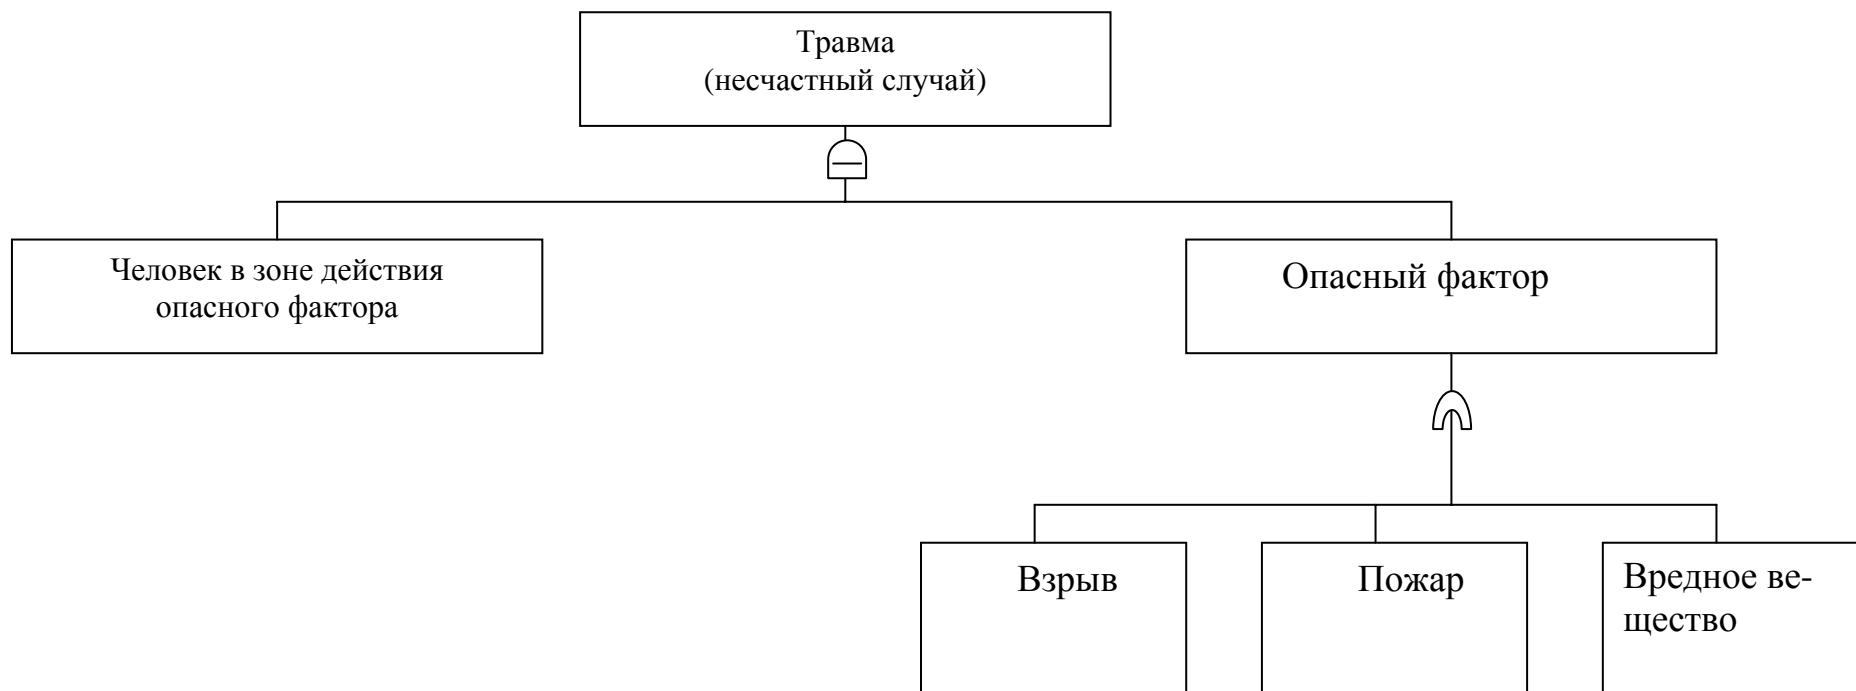 Травма
(несчастный случай)
Человек в зоне действия
опасного фактора
Опасный фактор
Взрыв
Пожар
Вредное ве-
щество